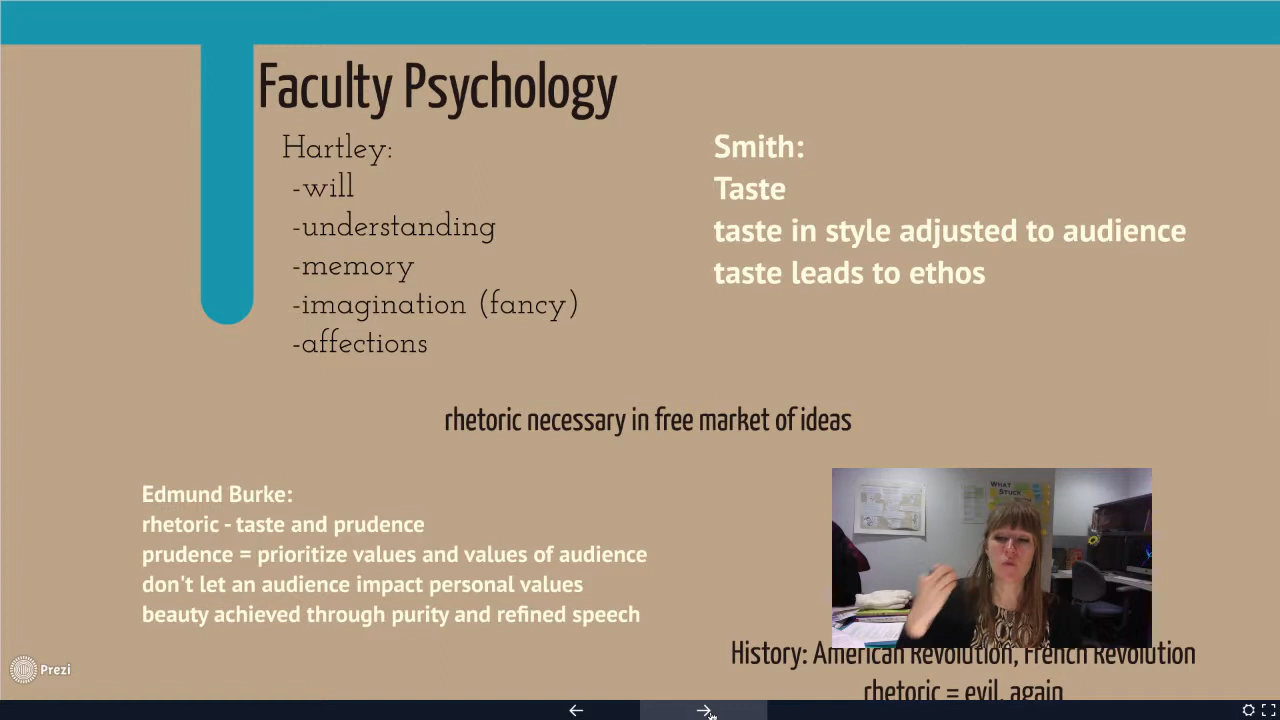 Faculty Psychology
Hartley:
-will
-understanding
-memory
-imagination (fancy)
-affections
Smith:
Taste
taste in style adjusted to audience
taste leads to ethos
rhetoric necessary in free market of ideas
Edmund Burke:
rhetoric - taste and prudence
prudence = prioritize values and values of audience
don't let an audience impact personal values
beauty achieved through purity and refined speech
WHAT
STUCK
WITH
History: American Revolution, French Revolution
rhetoric = evil, again
Prezi